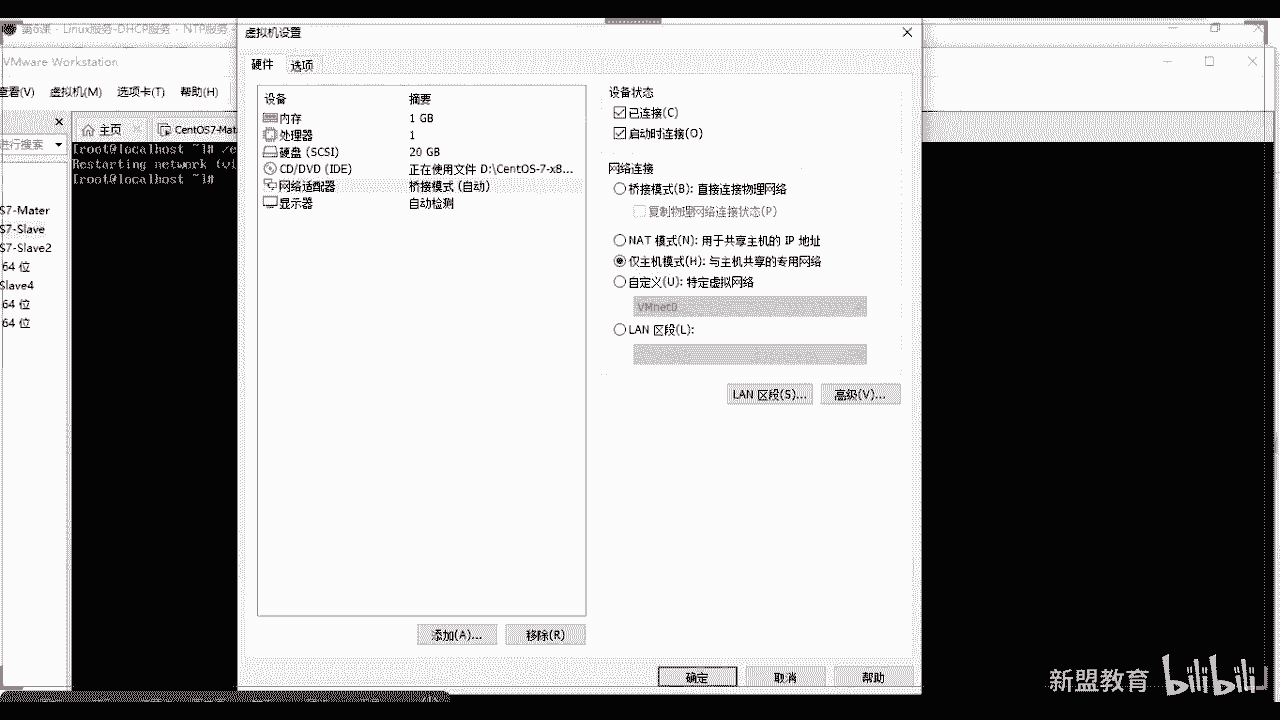 第6课 · Linux服务-DHCP服务 · NTP服务
虚拟机设置
VMware Workstation
查看(V) 虚拟机(M) 选项卡(T) 帮助(H)
硬件 选项
主页 CentOS7-Mat
进行搜索
[root@localhost ~]# ./e
Restarting network (vi
[root@localhost ~]#
S7-Mater
S7-Slave
S7-Slave2
64 位
Slave4
64 位
64 位
设备 摘要
内存 1 GB
处理器 1
硬盘 (SCSI) 20 GB
CD/DVD (IDE) 正在使用文件 D:\CentOS-7-x8...
网络适配器 桥接模式 (自动)
显示器 自动检测
添加(A)... 移除(R)
设备状态
已连接(C)
启动时连接(O)
网络连接
桥接模式(B): 直接连接物理网络
复制物理网络连接状态(P)
NAT 模式(N): 用于共享主机的 IP 地址
仅主机模式(H): 与主机共享的专用网络
自定义(U): 特定虚拟网络
VMnet0
LAN 区段(L):
LAN 区段(S)... 高级(V)...
确定 取消 帮助
新盟教育 bilibili